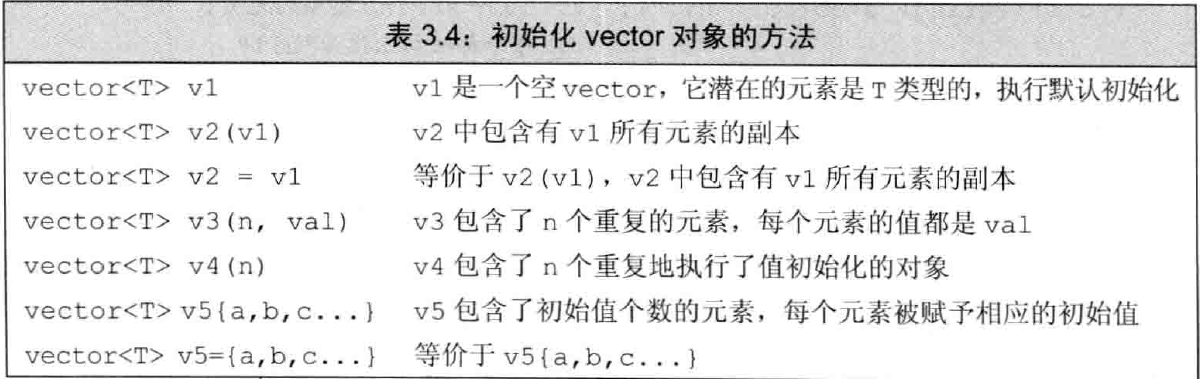 表 3.4：初始化 vector 对象的方法
vector<T> v1 v1 是一个空 vector，它潜在的元素是 T 类型的，执行默认初始化
vector<T> v2(v1) v2 中包含有 v1 所有元素的副本
vector<T> v2 = v1 等价于 v2(v1)，v2 中包含有 v1 所有元素的副本
vector<T> v3(n, val) v3 包含了 n 个重复的元素，每个元素的值都是 val
vector<T> v4(n) v4 包含了 n 个重复地执行了值初始化的对象
vector<T> v5{a,b,c...} v5 包含了初始值个数的元素，每个元素被赋予相应的初始值
vector<T> v5={a,b,c...} 等价于 v5{a,b,c...}